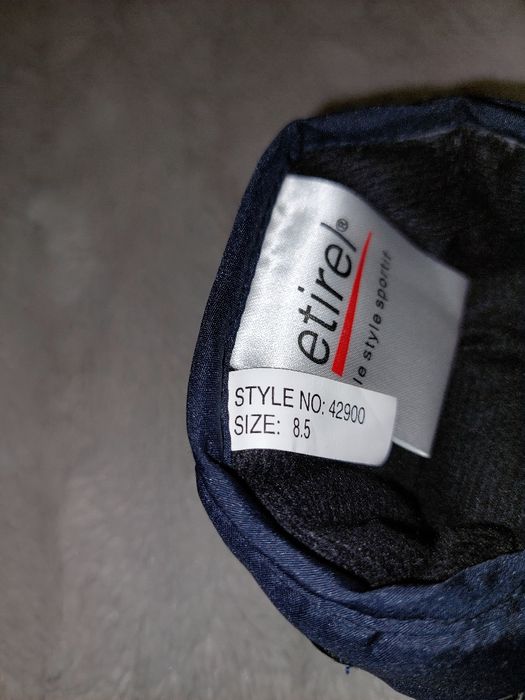 etirel®
le style sportif
STYLE NO: 42900
SIZE: 8.5